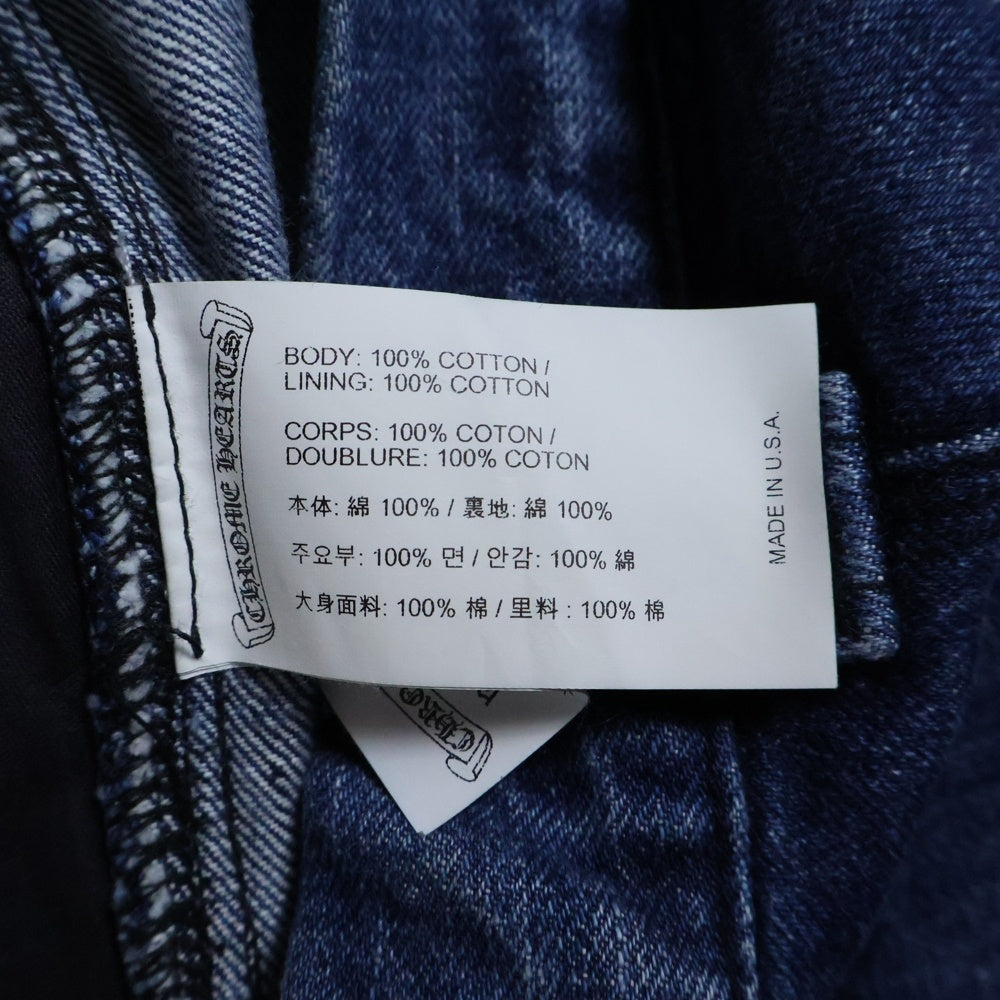 CHROME HEARTS
BODY: 100% COTTON /
LINING: 100% COTTON
CORPS: 100% COTON /
DOUBLURE: 100% COTON
本体: 綿 100% / 裏地: 綿 100%
주요부: 100% 면 / 안감: 100% 綿
大身面料: 100% 棉 / 里料 : 100% 棉
MADE IN U.S.A.
CHRO